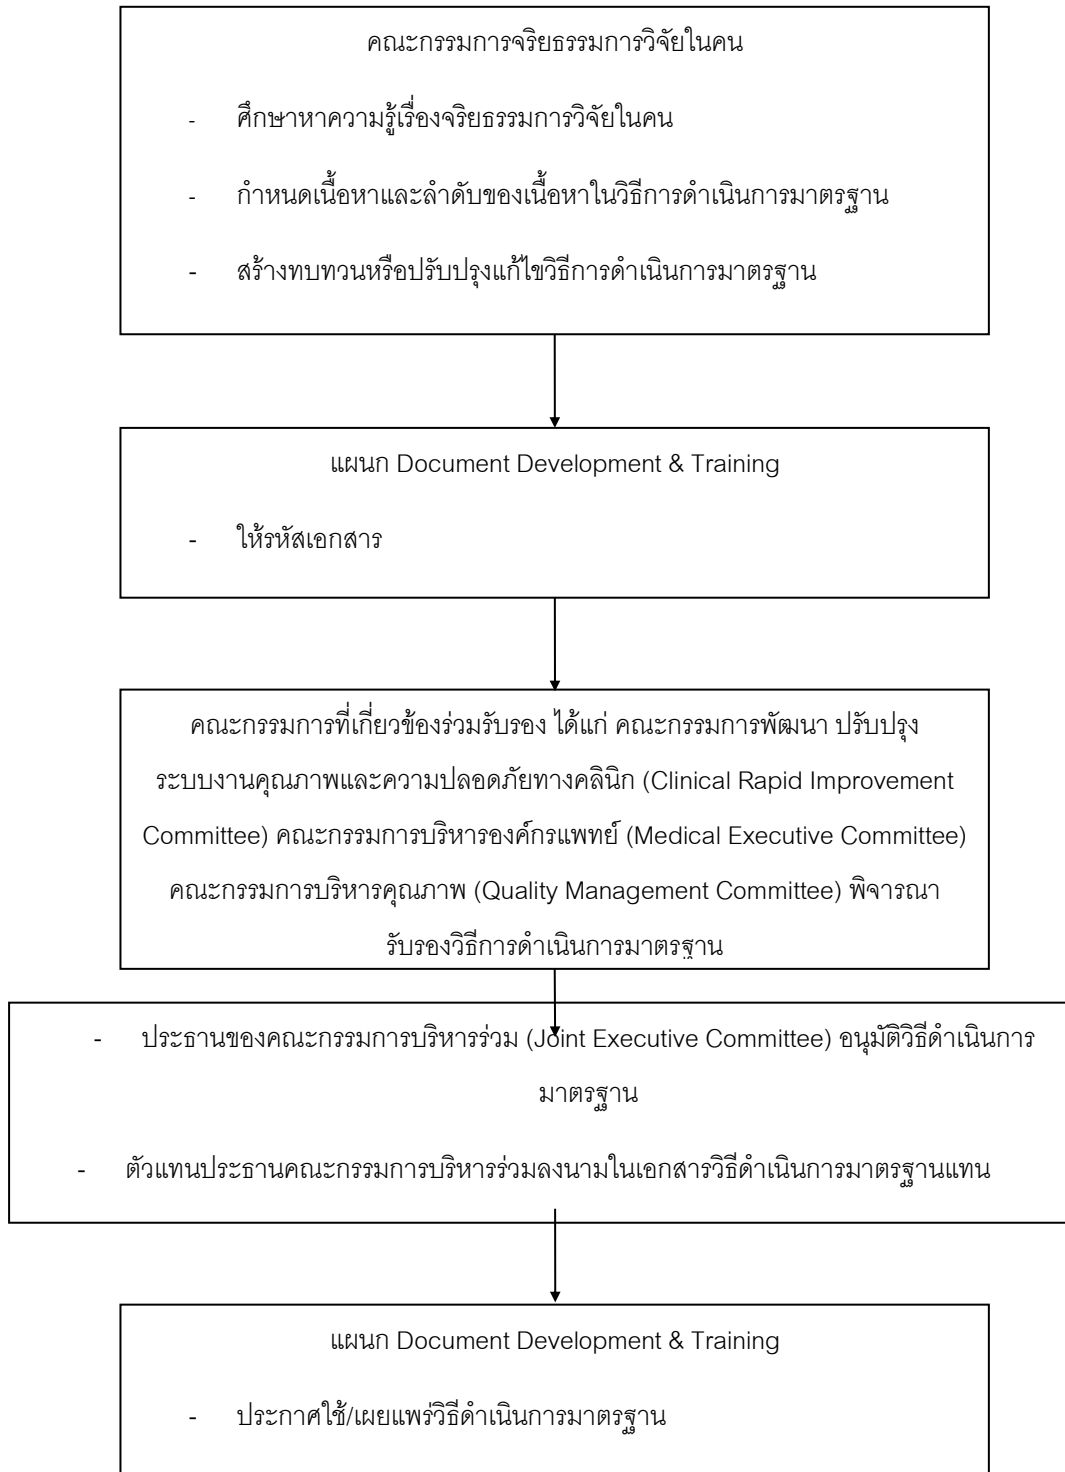 คณะกรรมการจริยธรรมการวิจัยในคน
- ศึกษาหาความรู้เรื่องจริยธรรมการวิจัยในคน
- กำหนดเนื้อหาและลำดับของเนื้อหาในวิธีการดำเนินการมาตรฐาน
- สร้างทบทวนหรือปรับปรุงแก้ไขวิธีการดำเนินการมาตรฐาน
แผนก Document Development & Training
- ให้รหัสเอกสาร
คณะกรรมการที่เกี่ยวข้องร่วมรับรอง ได้แก่ คณะกรรมการพัฒนา ปรับปรุง
ระบบงานคุณภาพและความปลอดภัยทางคลินิก (Clinical Rapid Improvement
Committee) คณะกรรมการบริหารองค์กรแพทย์ (Medical Executive Committee)
คณะกรรมการบริหารคุณภาพ (Quality Management Committee) พิจารณา
รับรองวิธีการดำเนินการมาตรฐาน
- ประธานของคณะกรรมการบริหารร่วม (Joint Executive Committee) อนุมัติวิธีดำเนินการ
มาตรฐาน
- ตัวแทนประธานคณะกรรมการบริหารร่วมลงนามในเอกสารวิธีดำเนินการมาตรฐานแทน
แผนก Document Development & Training
- ประกาศใช้/เผยแพร่วิธีดำเนินการมาตรฐาน